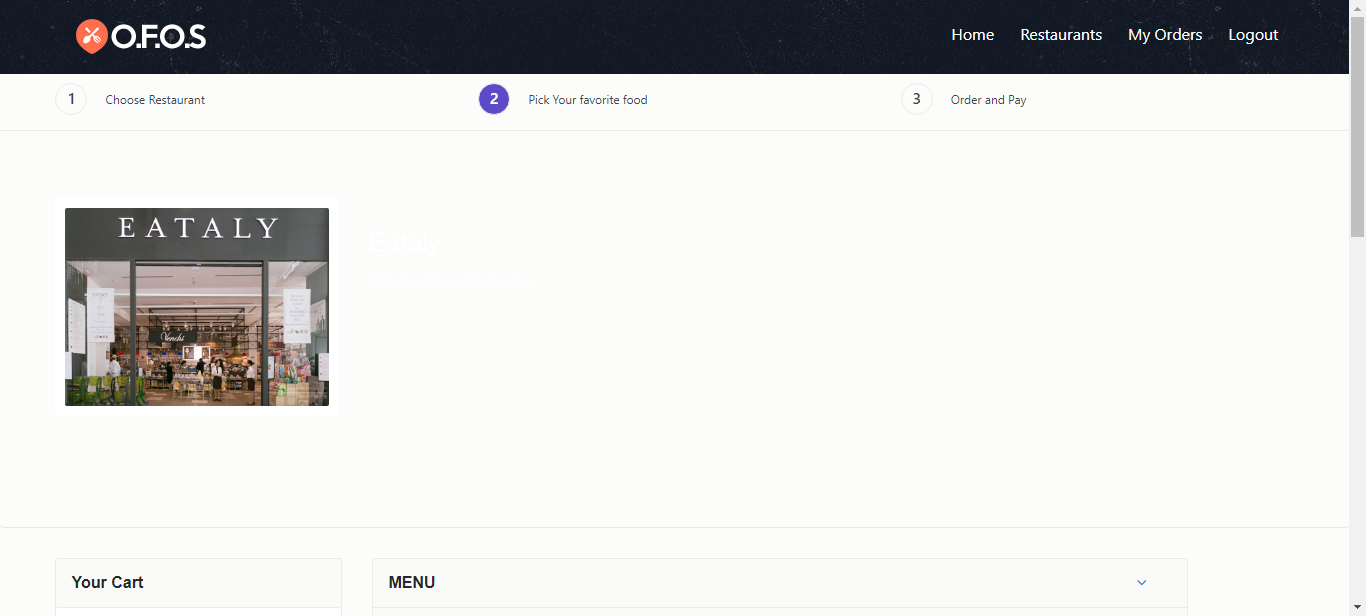 O.F.O.S
Home
Restaurants
My Orders
Logout
1
Choose Restaurant
2
Pick Your favorite food
3
Order and Pay
EATALY
Venchi
Eataly
Your Cart
MENU